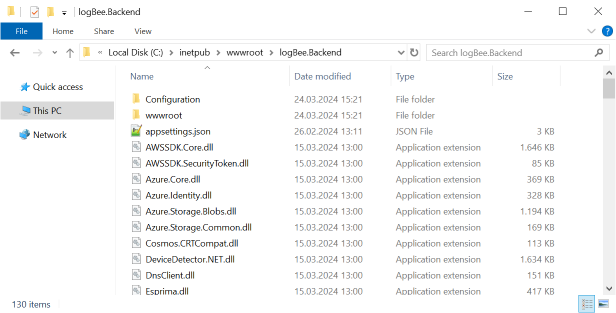 logBee.Backend
File Home Share View
« Local Disk (C:) > inetpub > wwwroot > logBee.Backend Search logBee.Backend
Name Date modified Type Size
Quick access
This PC
Network
Configuration 24.03.2024 15:21 File folder
wwwroot 24.03.2024 15:21 File folder
appsettings.json 26.02.2024 13:11 JSON File 3 KB
AWSSDK.Core.dll 15.03.2024 13:00 Application extension 1.646 KB
AWSSDK.SecurityToken.dll 15.03.2024 13:00 Application extension 85 KB
Azure.Core.dll 15.03.2024 13:00 Application extension 369 KB
Azure.Identity.dll 15.03.2024 13:00 Application extension 328 KB
Azure.Storage.Blobs.dll 15.03.2024 13:00 Application extension 1.194 KB
Azure.Storage.Common.dll 15.03.2024 13:00 Application extension 169 KB
Cosmos.CRTCompat.dll 15.03.2024 13:00 Application extension 113 KB
DeviceDetector.NET.dll 15.03.2024 13:00 Application extension 1.634 KB
DnsClient.dll 15.03.2024 13:00 Application extension 151 KB
Esprima.dll 15.03.2024 13:00 Application extension 417 KB
130 items